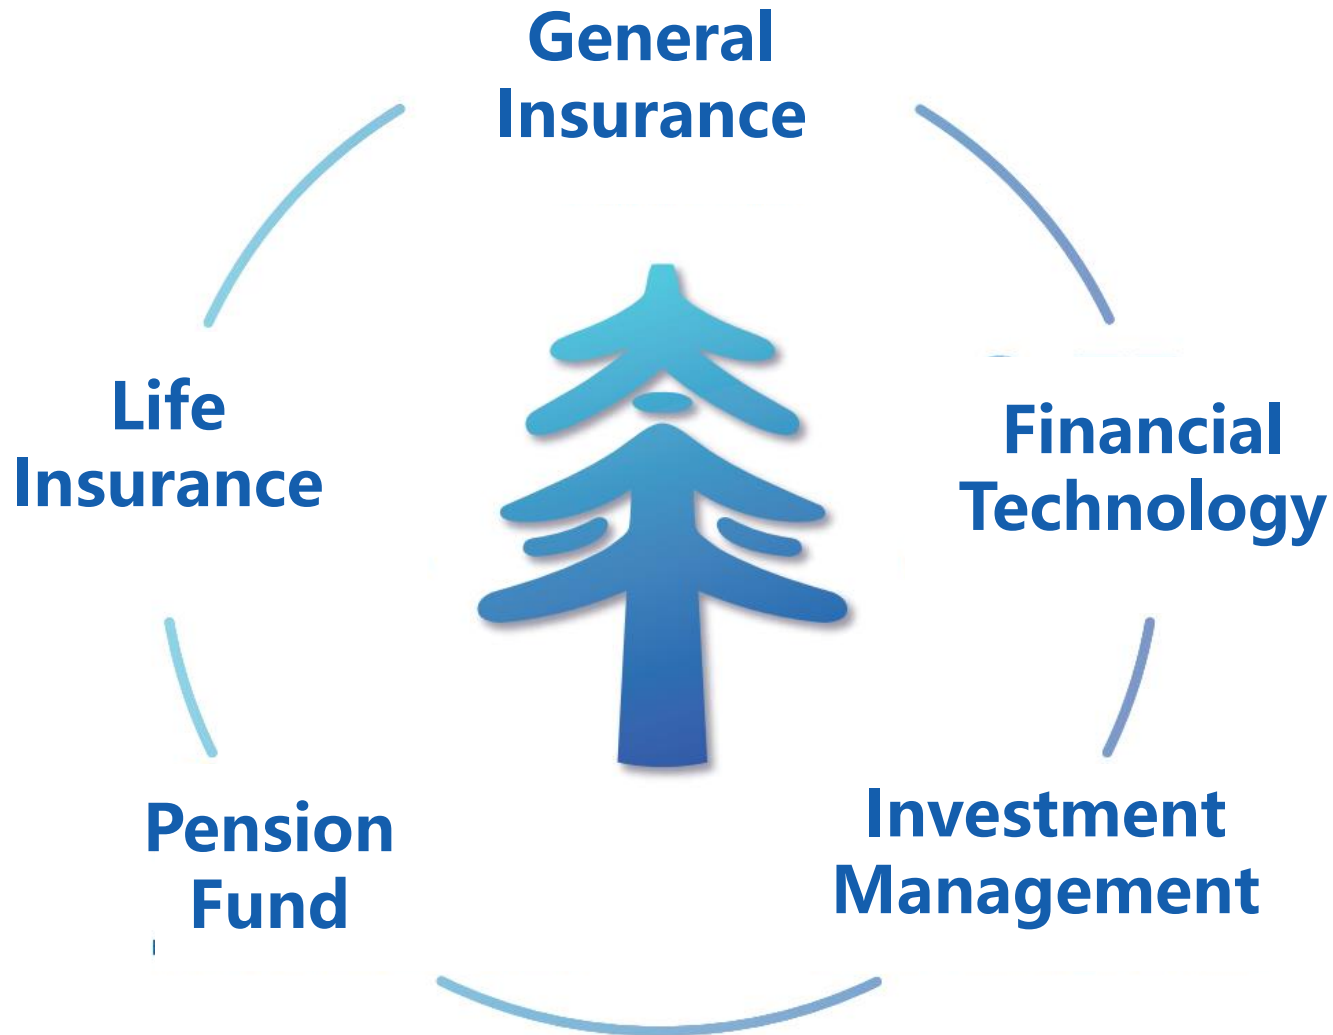 General
Insurance
Life
Insurance
Financial
Technology
Pension
Fund
Investment
Management